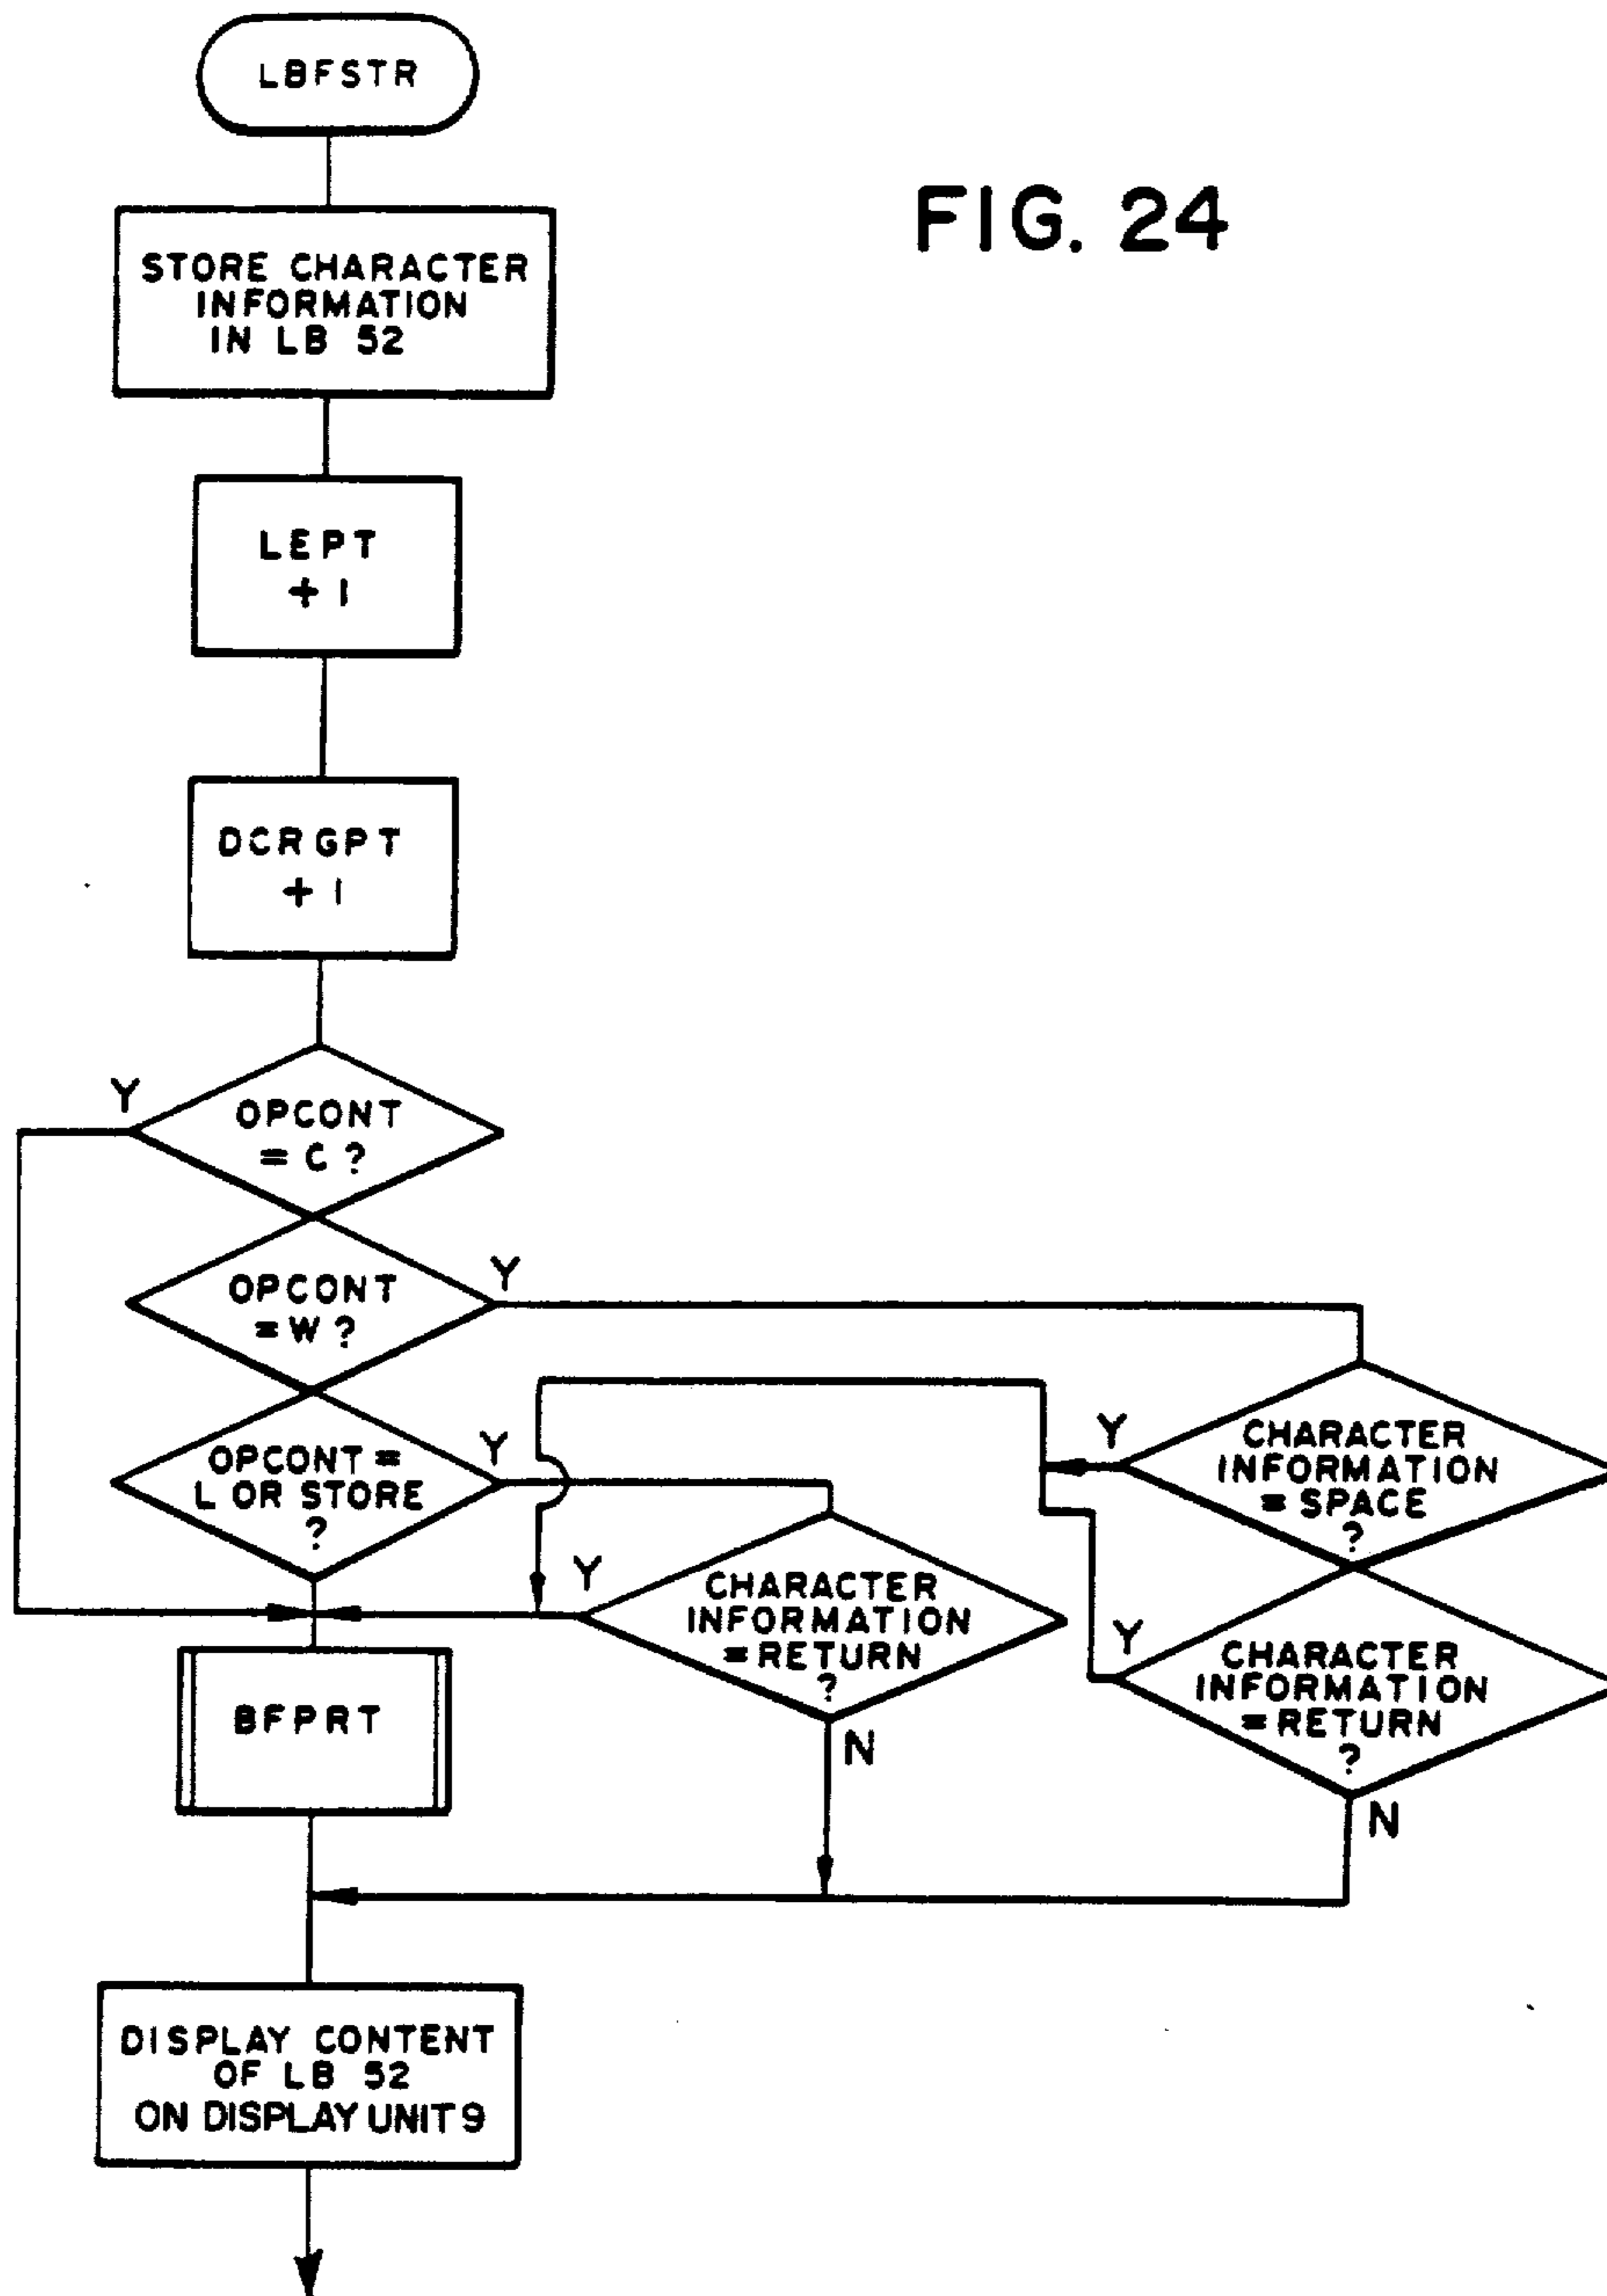 LBFSTR
FIG. 24
STORE CHARACTER
INFORMATION
IN LB 52
LEPT
+ 1
DCRGPT
+ 1
Y
OPCONT
= C ?
OPCONT
= W ?
Y
OPCONT =
L OR STORE
?
Y
Y
CHARACTER
INFORMATION
= SPACE
?
Y
CHARACTER
INFORMATION
= RETURN
?
N
Y
CHARACTER
INFORMATION
= RETURN
?
N
BFPRT
DISPLAY CONTENT
OF LB 52
ON DISPLAY UNIT 9